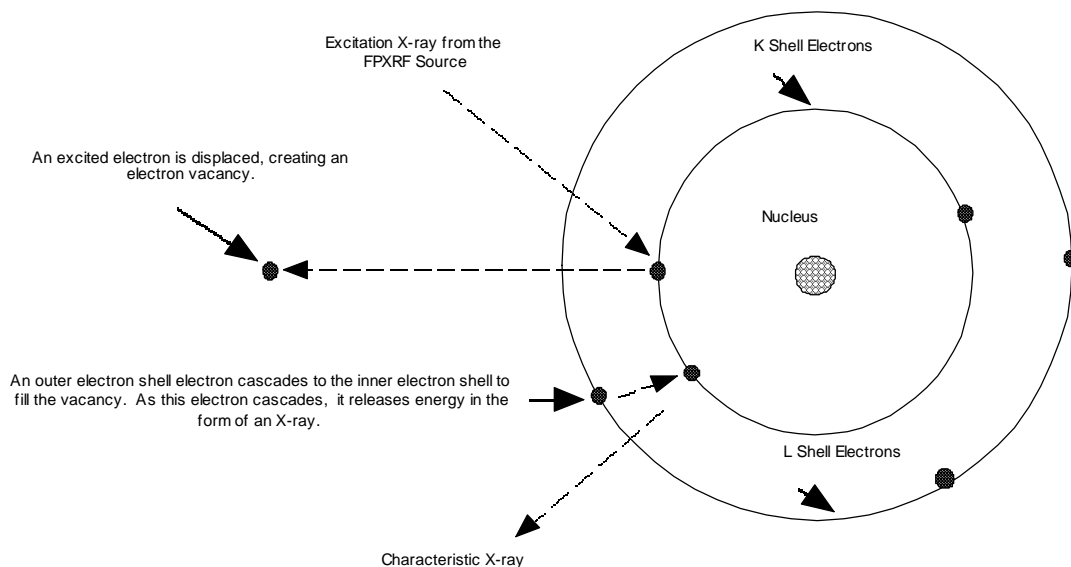 Excitation X-ray from the
FPXRF Source
K Shell Electrons
An excited electron is displaced, creating an
electron vacancy.
Nucleus
An outer electron shell electron cascades to the inner electron shell to
fill the vacancy. As this electron cascades, it releases energy in the
form of an X-ray.
L Shell Electrons
Characteristic X-ray